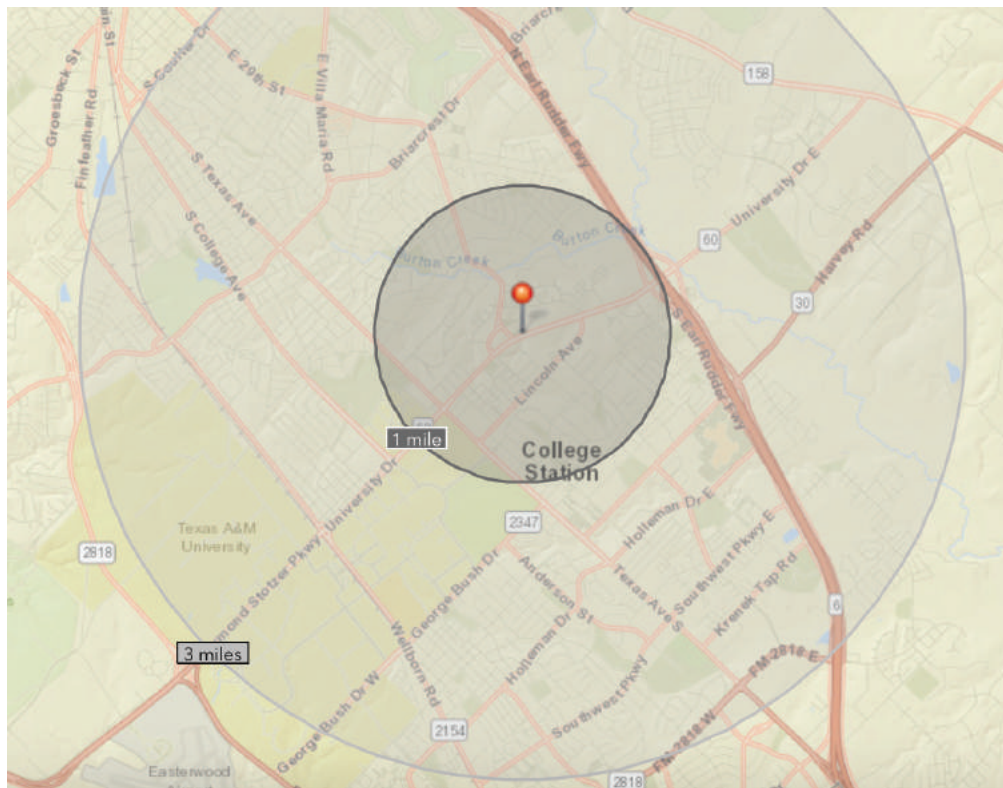 Groesbeck St
Finfeather Rd
S Coulter Dr
E 29th St
E Villa Maria Rd
Briarcrest Dr
Briarcrest
N Earl Rudder Fwy
158
S Texas Ave
S College Ave
University Dr E
60
Harvey Rd
30
Burton Creek
Burton Creek
S Earl Rudder Fwy
Lincoln Ave
1 mile
College
Station
University Dr
Texas A&M
University
2818
2347
Holleman Dr E
Southwest Pkwy E
George Bush Dr
Anderson St
Texas Ave S
Krenek Tap Rd
6
mond Stotzer Pkwy
3 miles
Wellborn Rd
Holleman Dr
FM 2818 E
George Bush Dr W
Southwest Pkwy
2154
FM 2818 W
Easterwood
2818